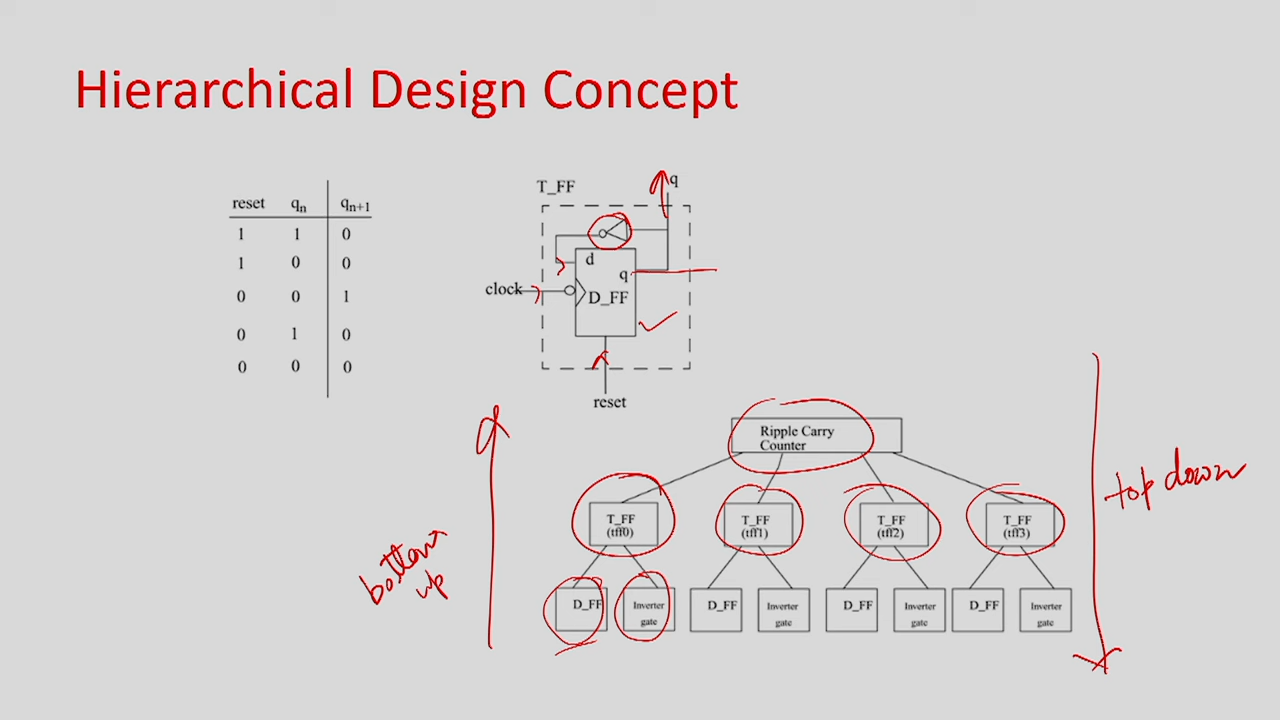 Hierarchical Design Concept
reset qn qn+1
1 1 0
1 0 0
0 0 1
0 1 0
0 0 0
T_FF
q
d
q
clock
D_FF
reset
Ripple Carry
Counter
T_FF
(tff0)
T_FF
(tff1)
T_FF
(tff2)
T_FF
(tff3)
D_FF
Inverter
gate
D_FF
Inverter
gate
D_FF
Inverter
gate
D_FF
Inverter
gate
bottom
up
top down